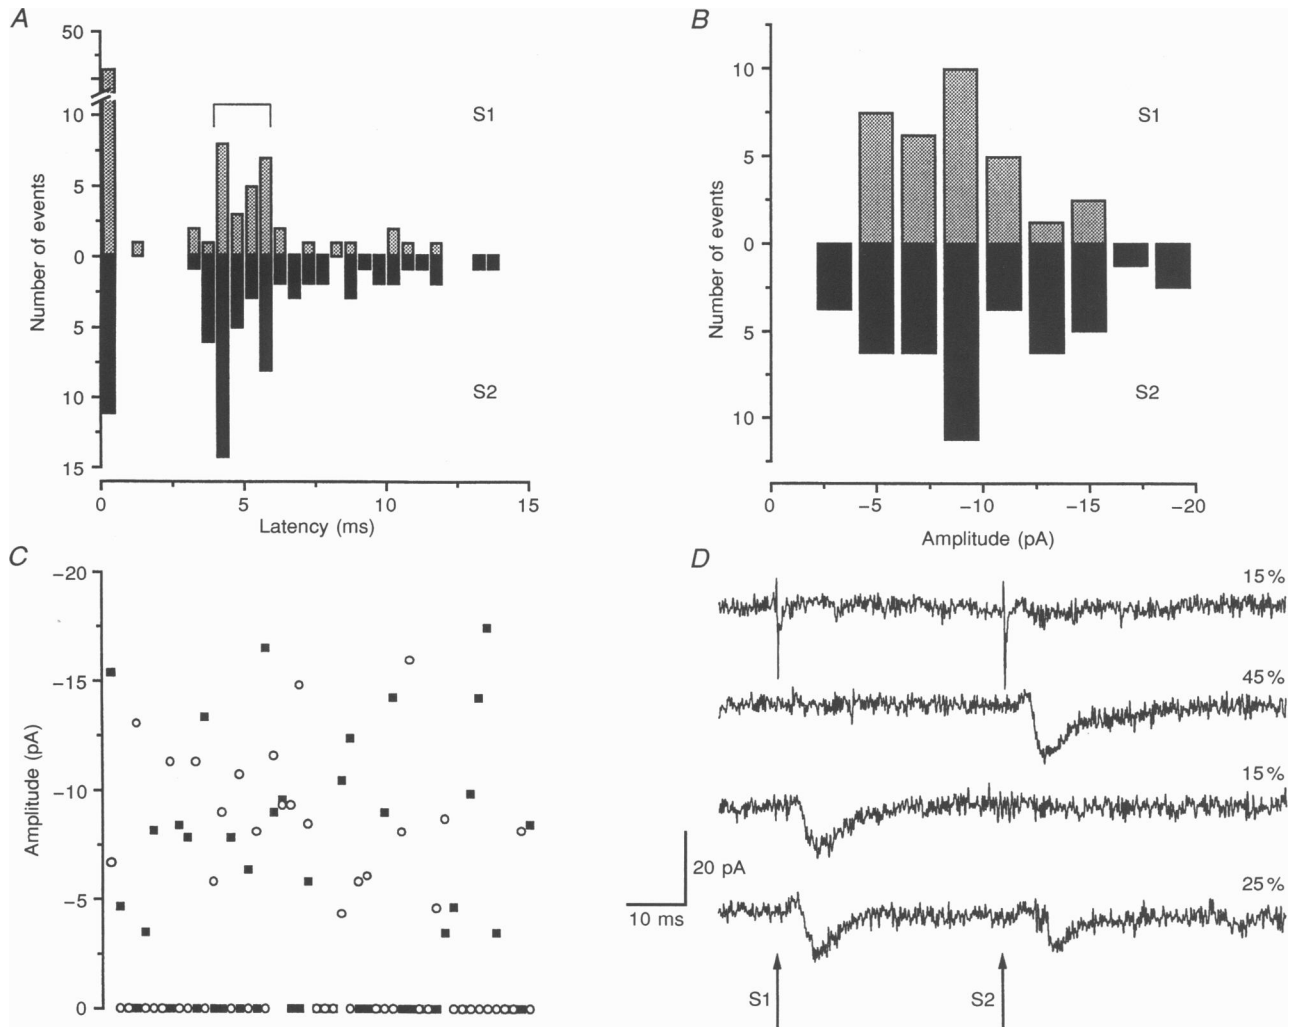 A
50
10
5
0
5
10
15
Number of events
S1
S2
0
5
10
15
Latency (ms)
B
10
5
0
5
10
Number of events
S1
S2
0
−5
−10
−15
−20
Amplitude (pA)
C
−20
−15
−10
−5
0
Amplitude (pA)
D
15%
45%
15%
25%
20 pA
10 ms
S1
S2